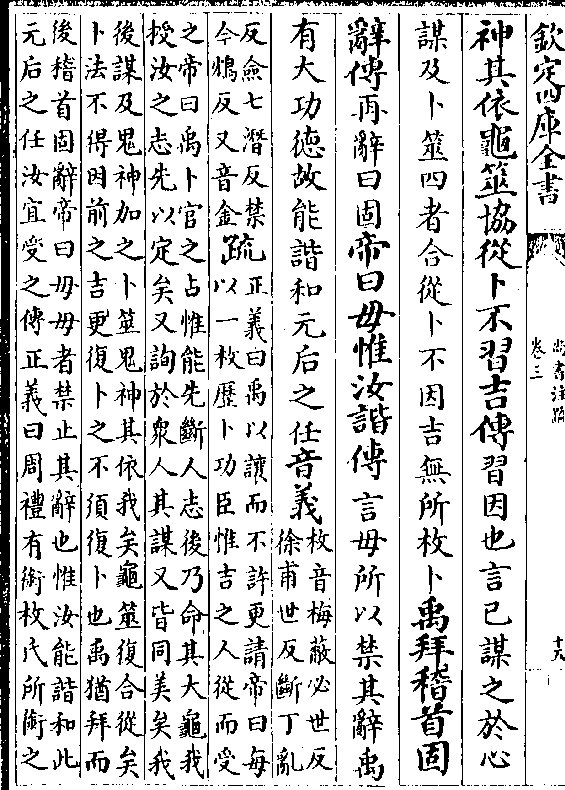 欽定四庫全書
尚書注疏
卷三
神其依龜筮協從卜不習吉傳習因也言已謀之於心
謀及卜筮四者合從卜不因吉無所枚卜禹拜稽首固
辭傳再辭曰固帝曰毋惟汝諧傳言毋所以禁其辭禹
有大功德故能諧和元后之任音義
枚音梅蔽必世反
徐甫世反斷丁亂
反僉七潛反禁
今鴆反又音金
疏
正義曰禹以讓而不許更請帝曰每
以一枚歷卜功臣惟吉之人從而受
之帝曰禹卜官之占惟能先斷人志後乃命其大龜我
授汝之志先以定矣又詢於衆人其謀又皆同美矣我
後謀及鬼神加之卜筮鬼神其依我矣龜筮復合從矣
卜法不得因前之吉更復卜之不須復卜也禹猶拜而
後稽首固辭帝曰毋毋者禁止其辭也惟汝能諧和此
元后之任汝宜受之傳正義曰周禮有銜枚氏所銜之